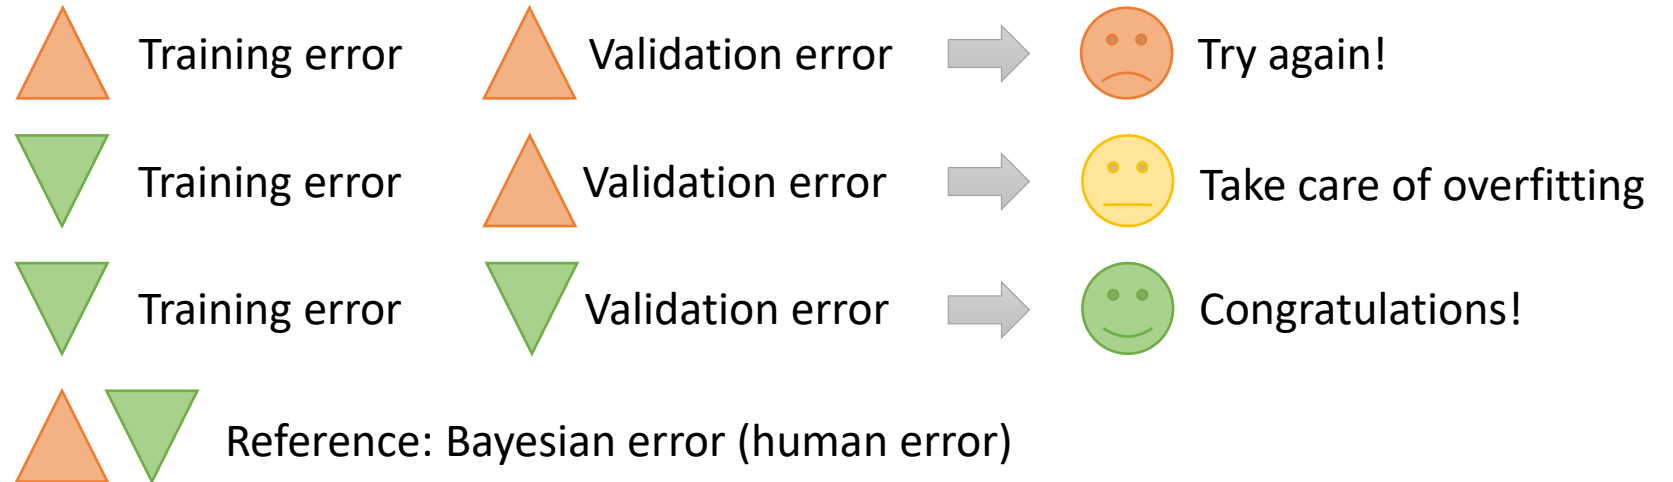 Training error Validation error Try again!
Training error Validation error Take care of overfitting
Training error Validation error Congratulations!
Reference: Bayesian error (human error)